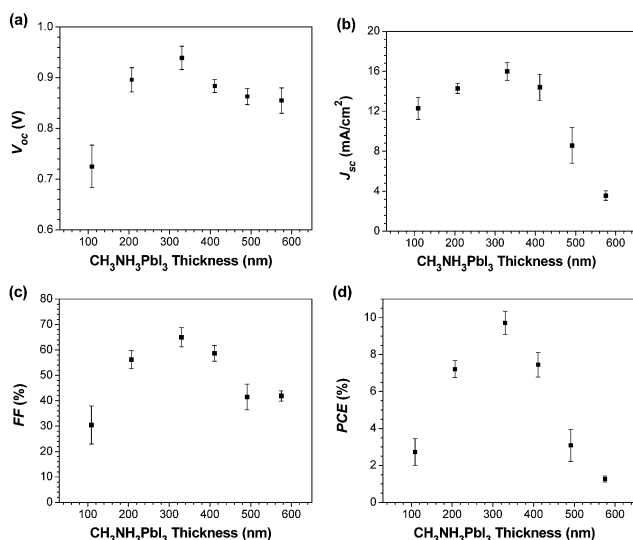 (a)
1.0
0.9
0.8
0.7
0.6
V_oc (V)
100 200 300 400 500 600
CH₃NH₃PbI₃ Thickness (nm)
(b)
20
16
12
8
4
0
J_sc (mA/cm²)
100 200 300 400 500 600
CH₃NH₃PbI₃ Thickness (nm)
(c)
80
70
60
50
40
30
20
10
0
FF (%)
100 200 300 400 500 600
CH₃NH₃PbI₃ Thickness (nm)
(d)
10
8
6
4
2
0
PCE (%)
100 200 300 400 500 600
CH₃NH₃PbI₃ Thickness (nm)